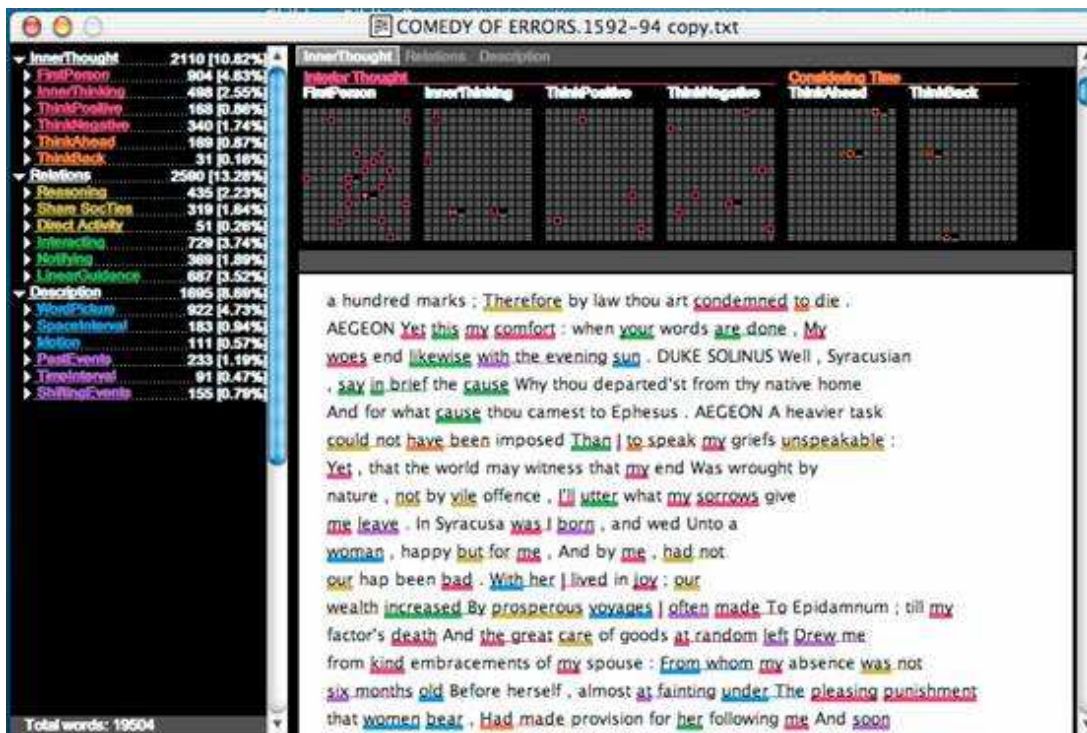 COMEDY OF ERRORS.1592-94 copy.txt
InnerThought 2110 [10.82%]
FirstPerson 904 [4.63%]
InnerThinking 498 [2.55%]
ThinkPositive 168 [0.86%]
ThinkNegative 340 [1.74%]
ThinkAhead 169 [0.87%]
ThinkBack 31 [0.16%]
Relations 2590 [13.28%]
Reasoning 435 [2.23%]
Share SocTies 319 [1.64%]
Direct Activity 51 [0.26%]
Interacting 729 [3.74%]
Notifying 369 [1.89%]
LinearGuidance 687 [3.52%]
Description 1695 [8.69%]
WordPicture 922 [4.73%]
SpaceInterval 183 [0.94%]
Motion 111 [0.57%]
PastEvents 233 [1.19%]
TimeInterval 91 [0.47%]
ShiftingEvents 155 [0.79%]
Total words: 19504
InnerThought Relations Description
Interior Thought Considering Time
FirstPerson InnerThinking ThinkPositive ThinkNegative ThinkAhead ThinkBack
a hundred marks ; Therefore by law thou art condemned to die .
AEGEON Yet this my comfort : when your words are done , My
woes end likewise with the evening sun . DUKE SOLINUS Well , Syracusian
, say in brief the cause Why thou departed'st from thy native home
And for what cause thou camest to Ephesus . AEGEON A heavier task
could not have been imposed Than I to speak my griefs unspeakable :
Yet , that the world may witness that my end Was wrought by
nature , not by vile offence , I'll utter what my sorrows give
me leave . In Syracusa was I born , and wed Unto a
woman , happy but for me , And by me , had not
our hap been bad . With her I lived in joy ; our
wealth increased By prosperous voyages I often made To Epidamnum ; till my
factor's death And the great care of goods at random left Drew me
from kind embracements of my spouse : From whom my absence was not
six months old Before herself , almost at fainting under The pleasing punishment
that women bear , Had made provision for her following me And soon